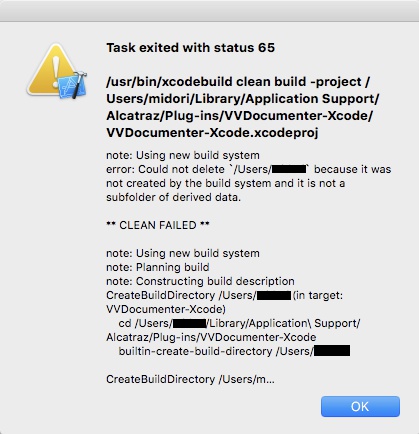 Task exited with status 65
/usr/bin/xcodebuild clean build -project /
Users/midori/Library/Application Support/
Alcatraz/Plug-ins/VVDocumenter-Xcode/
VVDocumenter-Xcode.xcodeproj
note: Using new build system
error: Could not delete `/Users/` because it was
not created by the build system and it is not a
subfolder of derived data.
** CLEAN FAILED **
note: Using new build system
note: Planning build
note: Constructing build description
CreateBuildDirectory /Users/ (in target:
VVDocumenter-Xcode)
cd /Users/ /Library/Application\ Support/
Alcatraz/Plug-ins/VVDocumenter-Xcode
builtin-create-build-directory /Users/
CreateBuildDirectory /Users/m...
OK